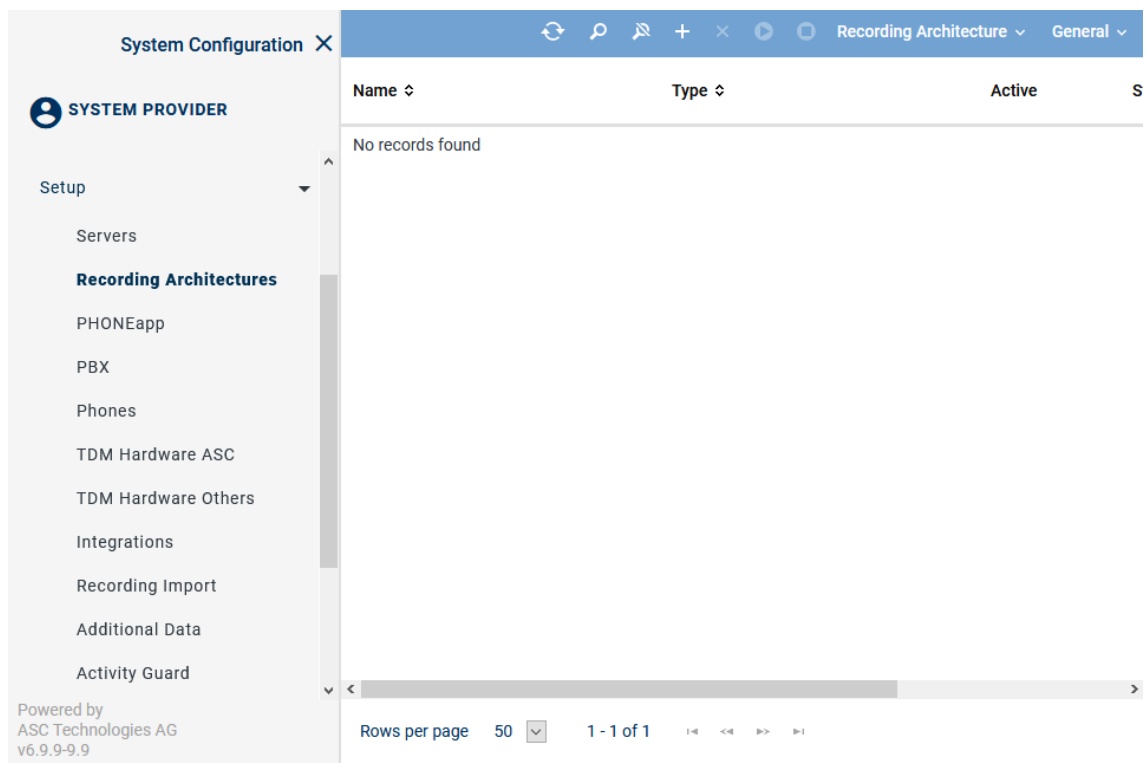 System Configuration
Recording Architecture
General
SYSTEM PROVIDER
Name
Type
Active
S
No records found
Setup
Servers
Recording Architectures
PHONEapp
PBX
Phones
TDM Hardware ASC
TDM Hardware Others
Integrations
Recording Import
Additional Data
Activity Guard
Powered by
ASC Technologies AG
v6.9.9-9.9
Rows per page 50 1 - 1 of 1